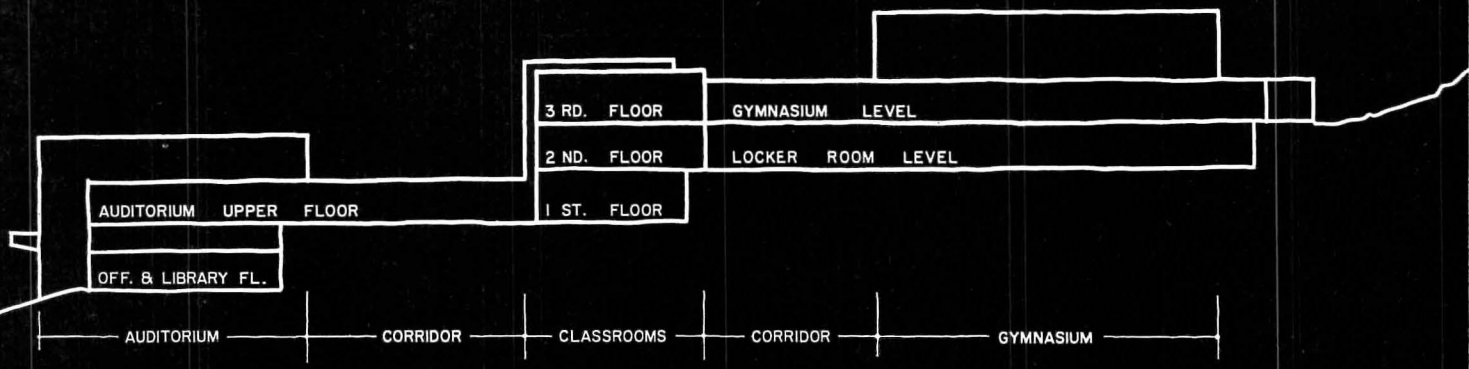 3 RD. FLOOR GYMNASIUM LEVEL
2 ND. FLOOR LOCKER ROOM LEVEL
AUDITORIUM UPPER FLOOR 1 ST. FLOOR
OFF. & LIBRARY FL.
AUDITORIUM CORRIDOR CLASSROOMS CORRIDOR GYMNASIUM